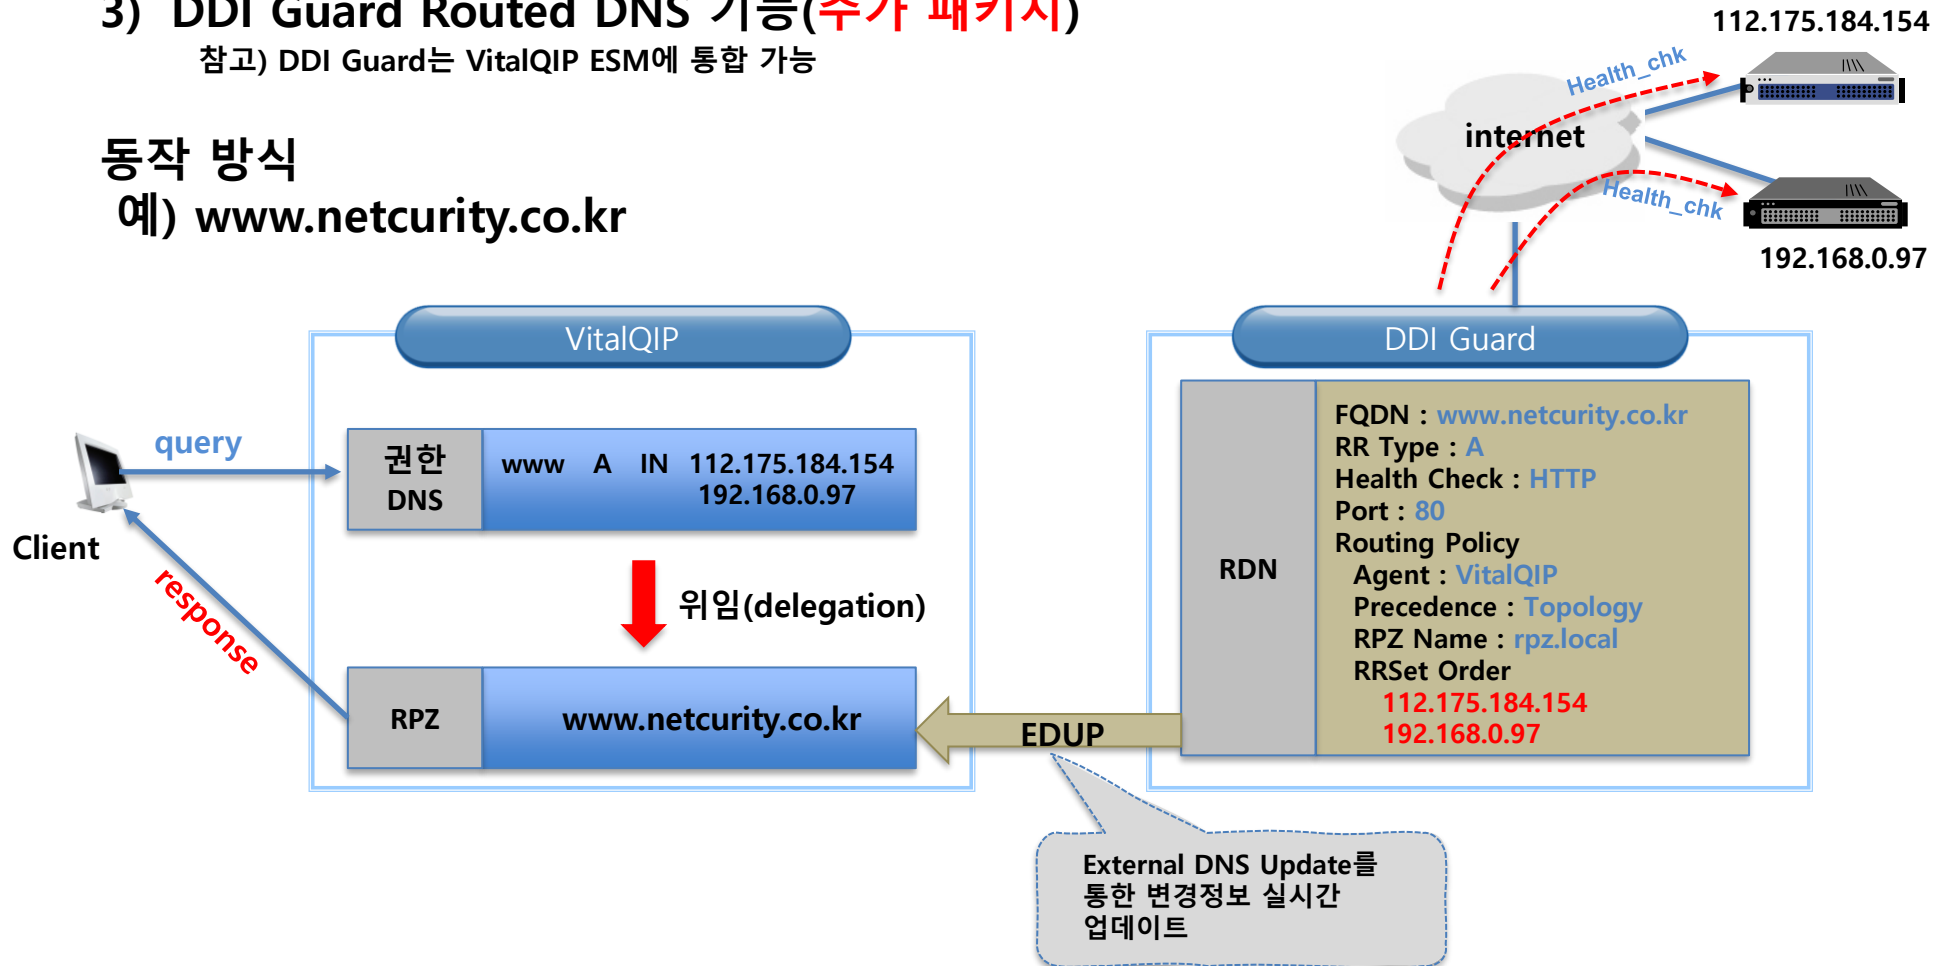 3) DDI Guard Routed DNS 기능(추가 패키지)
참고) DDI Guard는 VitalQIP ESM에 통합 가능
동작 방식
예) www.netcurity.co.kr
112.175.184.154
Health_chk
internet
Health_chk
192.168.0.97
VitalQIP
query
권한
DNS
www A IN 112.175.184.154
192.168.0.97
Client
response
위임(delegation)
RPZ
www.netcurity.co.kr
EDUP
DDI Guard
RDN
FQDN : www.netcurity.co.kr
RR Type : A
Health Check : HTTP
Port : 80
Routing Policy
Agent : VitalQIP
Precedence : Topology
RPZ Name : rpz.local
RRSet Order
112.175.184.154
192.168.0.97
External DNS Update를
통한 변경정보 실시간
업데이트